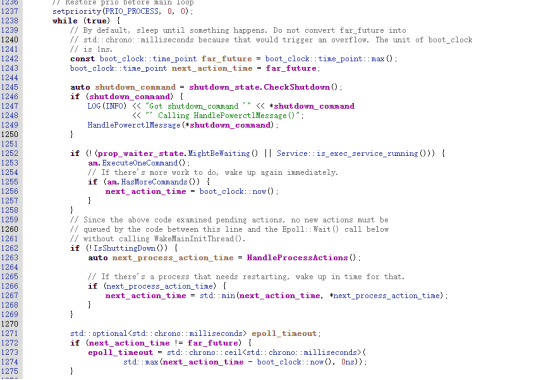 1236 // Restore prio before main loop
1237 setpriority(PRIO_PROCESS, 0, 0);
1238 while (true) {
1239 // By default, sleep until something happens. Do not convert far_future into
1240 // std::chrono::milliseconds because that would trigger an overflow. The unit of boot_clock
1241 // is 1ns.
1242 const boot_clock::time_point far_future = boot_clock::time_point::max();
1243 boot_clock::time_point next_action_time = far_future;
1244
1245 auto shutdown_command = shutdown_state.CheckShutdown();
1246 if (shutdown_command) {
1247 LOG(INFO) << "Got shutdown_command '" << *shutdown_command
1248 << "' Calling HandlePowerctlMessage()";
1249 HandlePowerctlMessage(*shutdown_command);
1250 }
1251
1252 if (!(prop_waiter_state.MightBeWaiting() || Service::is_exec_service_running())) {
1253 am.ExecuteOneCommand();
1254 // If there's more work to do, wake up again immediately.
1255 if (am.HasMoreCommands()) {
1256 next_action_time = boot_clock::now();
1257 }
1258 }
1259 // Since the above code examined pending actions, no new actions must be
1260 // queued by the code between this line and the Epoll::Wait() call below
1261 // without calling WakeMainInitThread().
1262 if (!IsShuttingDown()) {
1263 auto next_process_action_time = HandleProcessActions();
1264
1265 // If there's a process that needs restarting, wake up in time for that.
1266 if (next_process_action_time) {
1267 next_action_time = std::min(next_action_time, *next_process_action_time);
1268 }
1269 }
1270
1271 std::optional<std::chrono::milliseconds> epoll_timeout;
1272 if (next_action_time != far_future) {
1273 epoll_timeout = std::chrono::ceil<std::chrono::milliseconds>(
1274 std::max(next_action_time - boot_clock::now(), 0ns));
1275 }